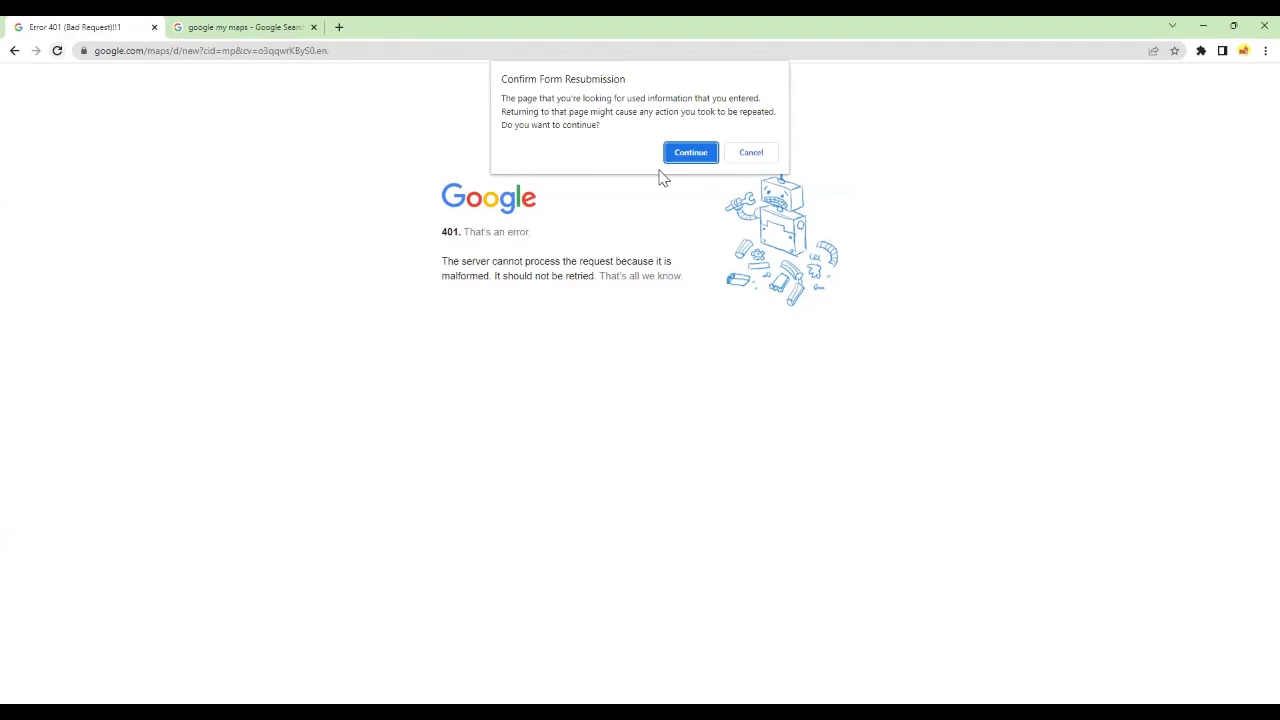 Error 401 (Bad Request)!!1
google my maps - Google Searc
google.com/maps/d/new?cid=mp&cv=o3qqwrKByS0.en.
Confirm Form Resubmission
The page that you're looking for used information that you entered.
Returning to that page might cause any action you took to be repeated.
Do you want to continue?
Continue
Cancel
Google
401. That's an error
The server cannot process the request because it is
malformed. It should not be retried. That's all we know.